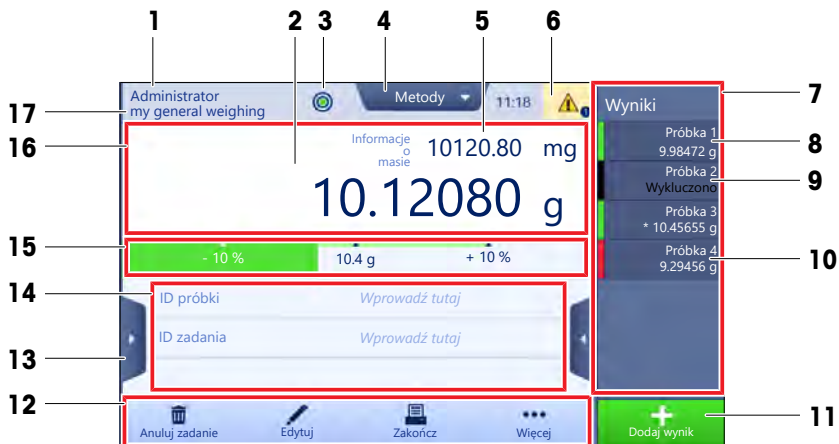 1
2
3
4
5
6
Administrator
my general weighing
Metody
11:18
Wyniki
7
17
16
Informacje
o
masie
10120.80 mg
10.12080 g
Próbka 1
9.98472 g
8
Próbka 2
Wykluczono
9
Próbka 3
* 10.45655 g
Próbka 4
9.29456 g
10
15
- 10 %
10.4 g
+ 10 %
14
ID próbki
Wprowadź tutaj
ID zadania
Wprowadź tutaj
13
12
Anuluj zadanie
Edytuj
Zakończ
Więcej
Dodaj wynik
11